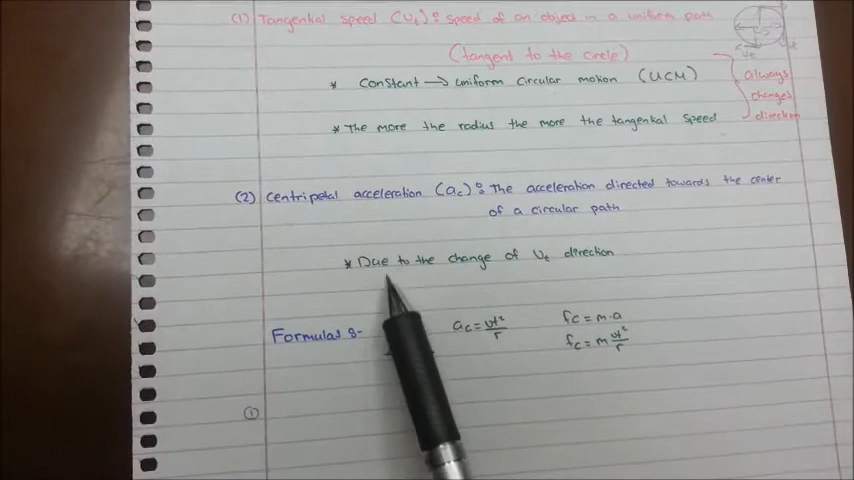 (1) Tangential speed (Vt): speed of an object in a uniform path
(tangent to the circle)
* Constant → uniform circular motion (UCM)
always
changes
direction
* The more the radius the more the tangential speed
(2) Centripetal acceleration (ac): The acceleration directed towards the center
of a circular path
* Due to the change of Vt direction
Formulas :-
ac = vt²/r
fc = m.a
fc = m vt²/r
①